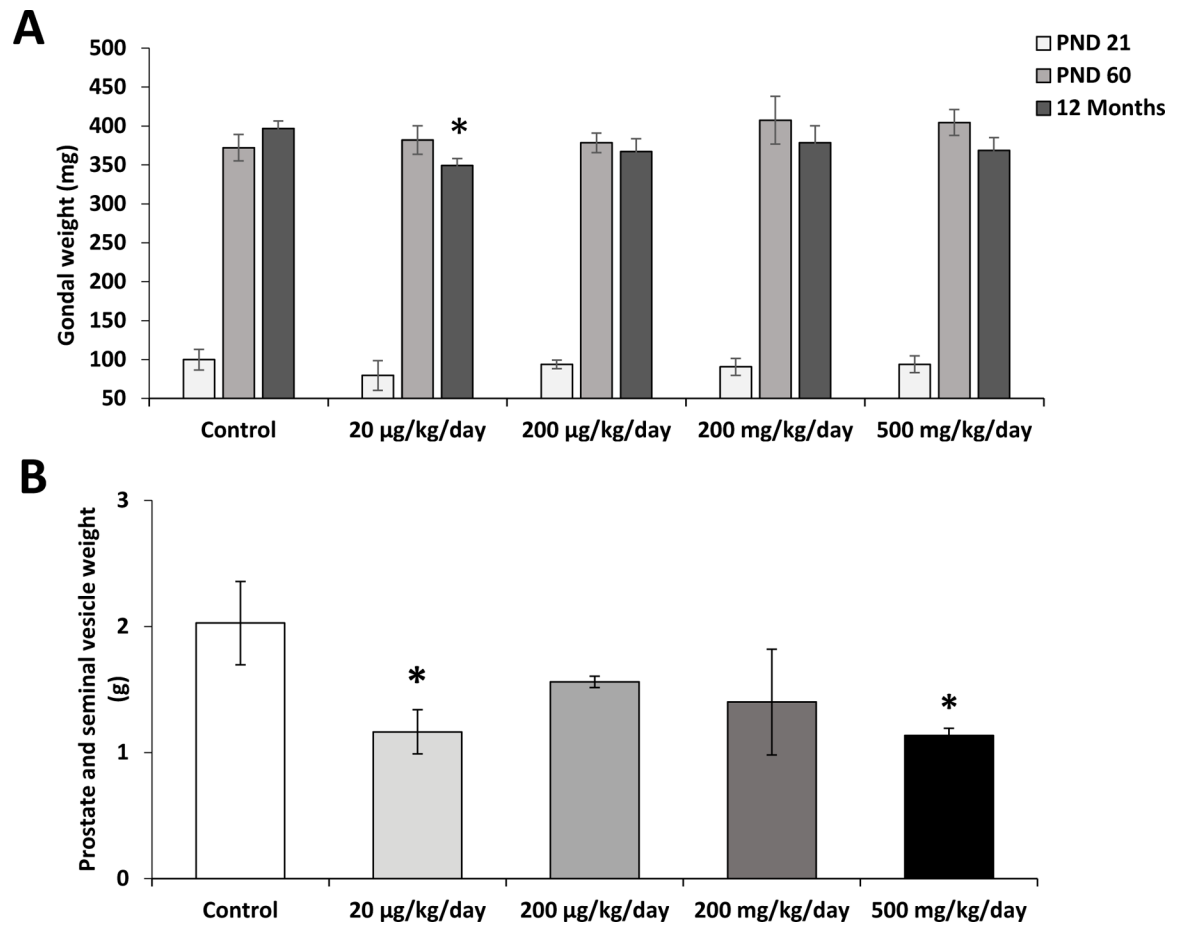 A
PND 21
PND 60
12 Months
Gondal weight (mg)
500
450
400
350
300
250
200
150
100
50
*
Control
20 µg/kg/day
200 µg/kg/day
200 mg/kg/day
500 mg/kg/day
B
Prostate and seminal vesicle weight
(g)
3
2
1
0
*
*
Control
20 µg/kg/day
200 µg/kg/day
200 mg/kg/day
500 mg/kg/day